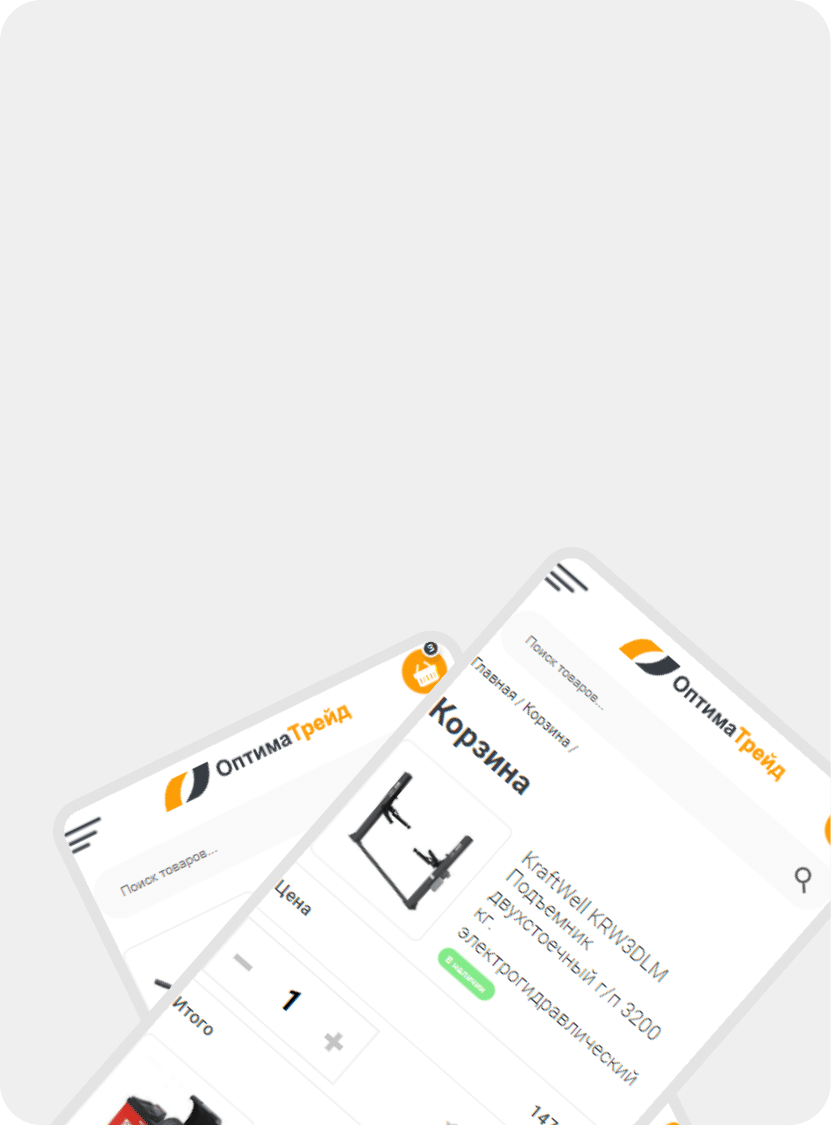 ОптимаТрейд
Поиск товаров...
ОптимаТрейд
Поиск товаров...
Главная / Корзина /
Корзина
KraftWell KRW3DLM
Подъемник
двухстоечный г/п 3200
кг.
электрогидравлический
В наличии
Цена
147
1
Итого